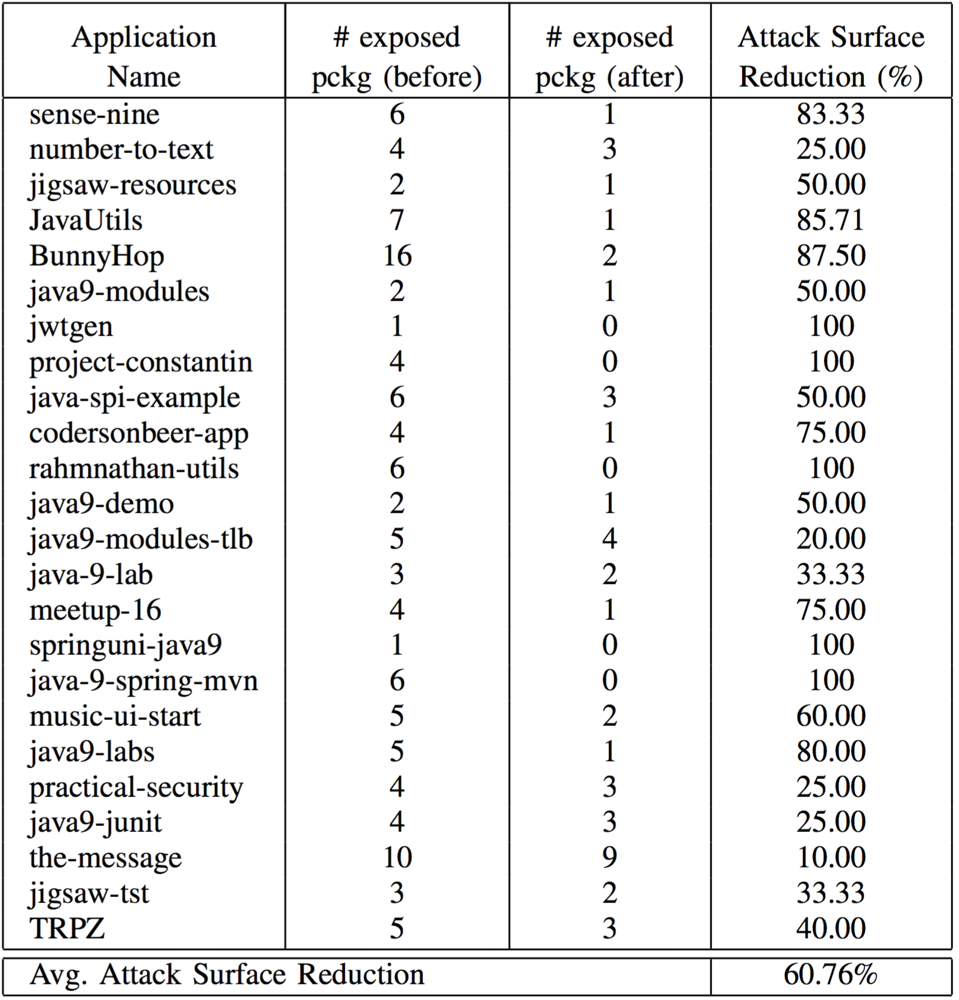 Application Name | # exposed pckg (before) | # exposed pckg (after) | Attack Surface Reduction (%)
sense-nine 6 1 83.33
number-to-text 4 3 25.00
jigsaw-resources 2 1 50.00
JavaUtils 7 1 85.71
BunnyHop 16 2 87.50
java9-modules 2 1 50.00
jwtgen 1 0 100
project-constantin 4 0 100
java-spi-example 6 3 50.00
codersonbeer-app 4 1 75.00
rahmnathan-utils 6 0 100
java9-demo 2 1 50.00
java9-modules-tlb 5 4 20.00
java-9-lab 3 2 33.33
meetup-16 4 1 75.00
springuni-java9 1 0 100
java-9-spring-mvn 6 0 100
music-ui-start 5 2 60.00
java9-labs 5 1 80.00
practical-security 4 3 25.00
java9-junit 4 3 25.00
the-message 10 9 10.00
jigsaw-tst 3 2 33.33
TRPZ 5 3 40.00
Avg. Attack Surface Reduction 60.76%